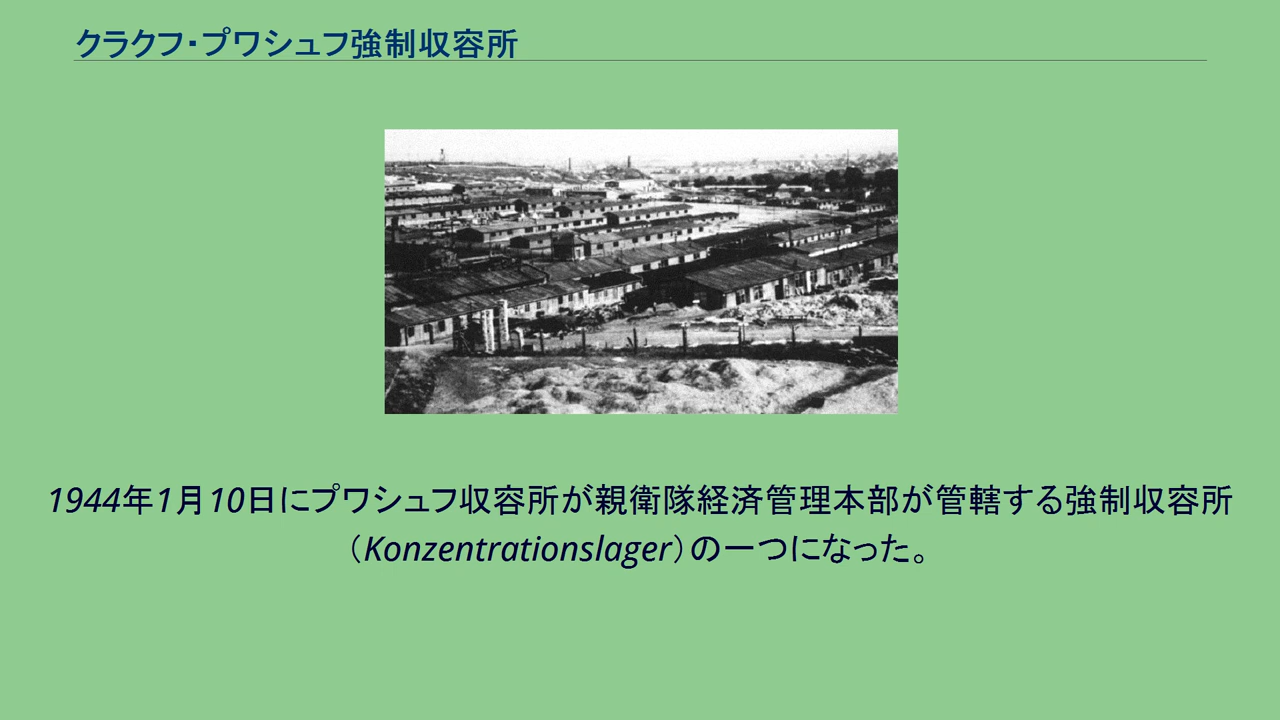 クラクフ・プワシュフ強制収容所
1944年1月10日にプワシュフ収容所が親衛隊経済管理本部が管轄する強制収容所
（Konzentrationslager）の一つになった。